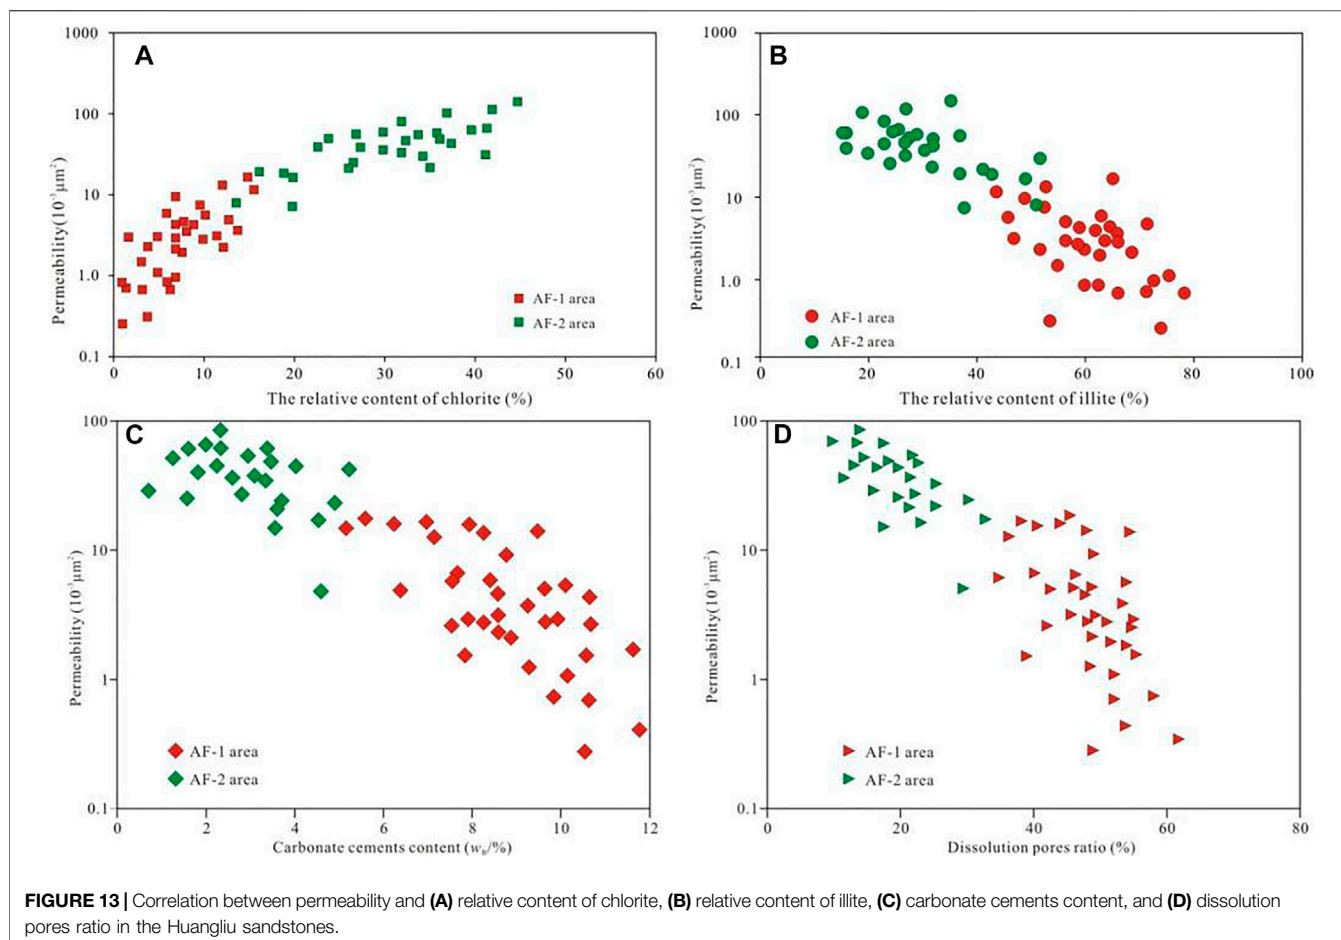 A
1000
100
10
1.0
0.1
Permeability(10⁻³μm²)
AF-1 area
AF-2 area
0 10 20 30 40 50 60
The relative content of chlorite (%)
B
1000
100
10
1.0
0.1
Permeability(10⁻³μm²)
AF-1 area
AF-2 area
0 20 40 60 80 100
The relative content of illite (%)
C
100
10
1
0.1
Permeability (10⁻³μm²)
AF-1 area
AF-2 area
0 2 4 6 8 10 12
Carbonate cements content (wB/%)
D
100
10
1
0.1
Permeability(10⁻³μm²)
AF-1 area
AF-2 area
0 20 40 60 80
Dissolution pores ratio (%)
FIGURE 13 | Correlation between permeability and (A) relative content of chlorite, (B) relative content of illite, (C) carbonate cements content, and (D) dissolution
pores ratio in the Huangliu sandstones.